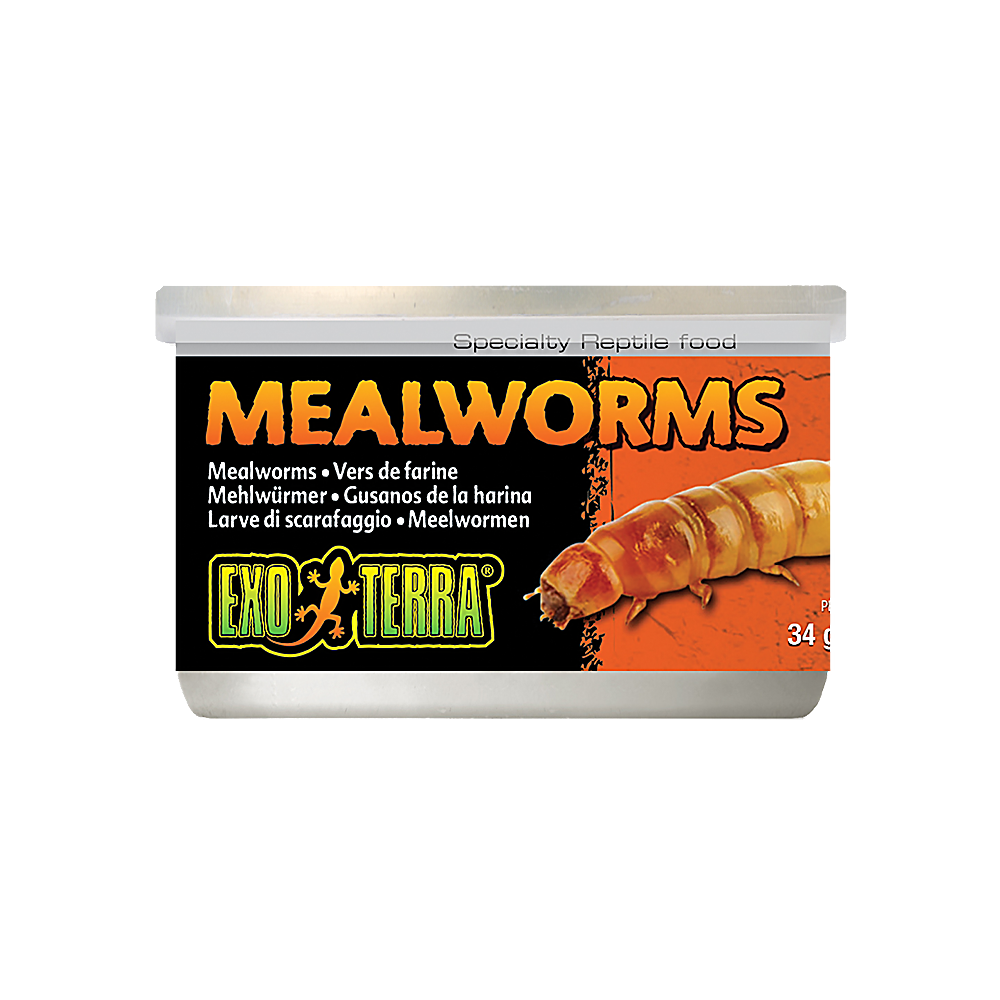 Specialty Reptile food
MEALWORMS
Mealworms • Vers de farine
Mehlwürmer • Gusanos de la harina
Larve di scarafaggio • Meelwormen
EXO TERRA®
34 g